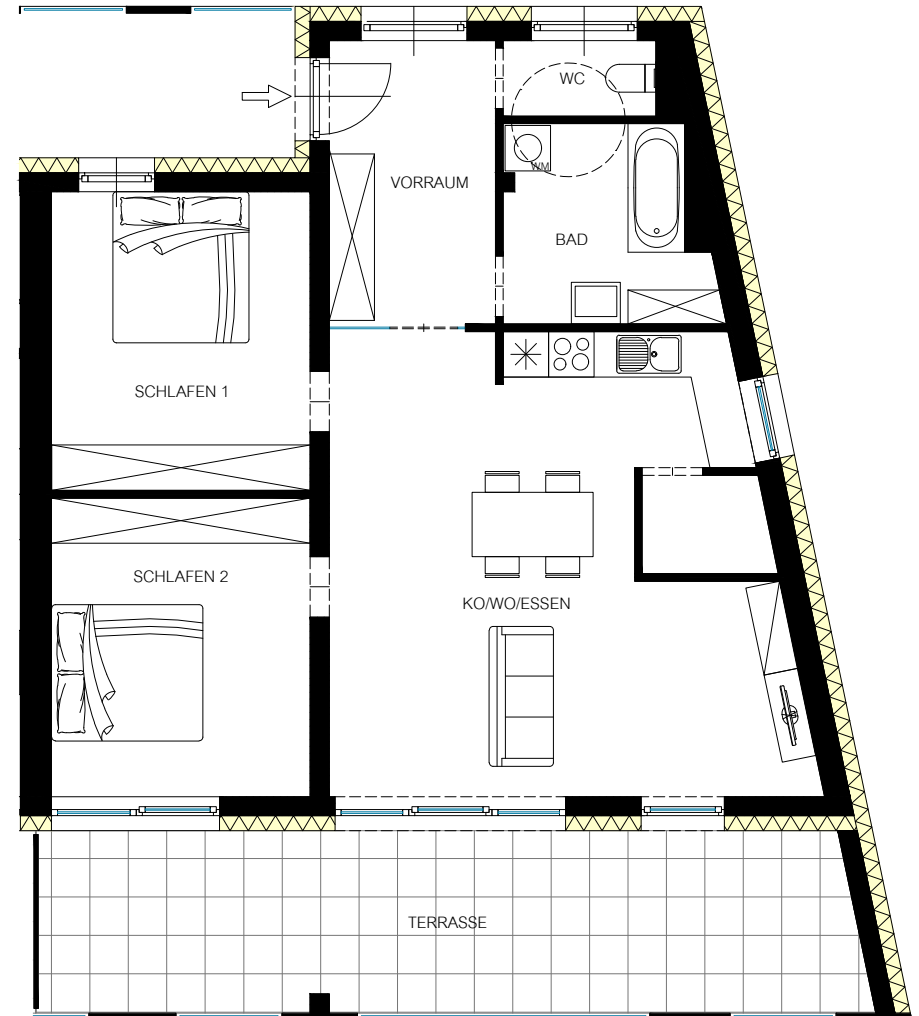 WC
VORRAUM
WM
BAD
SCHLAFEN 1
SCHLAFEN 2
KO/WO/ESSEN
TERRASSE